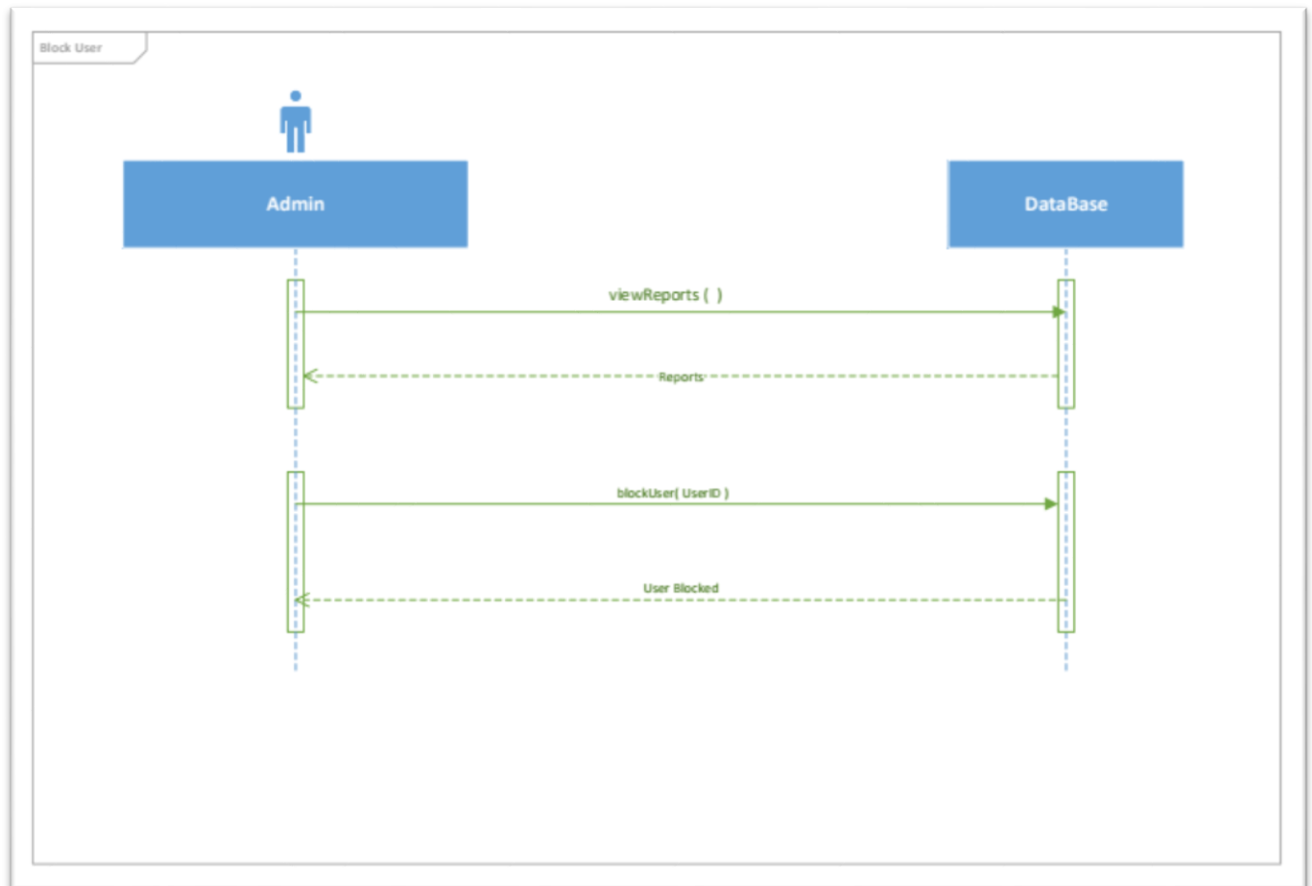 Block User
Admin
DataBase
viewReports ( )
Reports
blockUser( UserID )
User Blocked